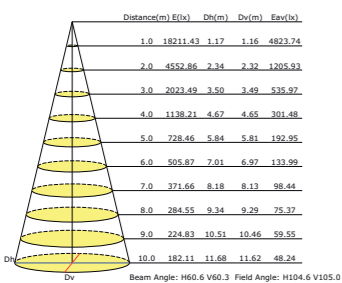 Distance(m) E(lx) Dh(m) Dv(m) Eav(lx)
1.0 18211.43 1.17 1.16 4823.74
2.0 4552.86 2.34 2.32 1205.93
3.0 2023.49 3.50 3.49 535.97
4.0 1138.21 4.67 4.65 301.48
5.0 728.46 5.84 5.81 192.95
6.0 505.87 7.01 6.97 133.99
7.0 371.66 8.18 8.13 98.44
8.0 284.55 9.34 9.29 75.37
9.0 224.83 10.51 10.46 59.55
Dh 10.0 182.11 11.68 11.62 48.24
Dv Beam Angle: H60.6 V60.3 Field Angle: H104.6 V105.0